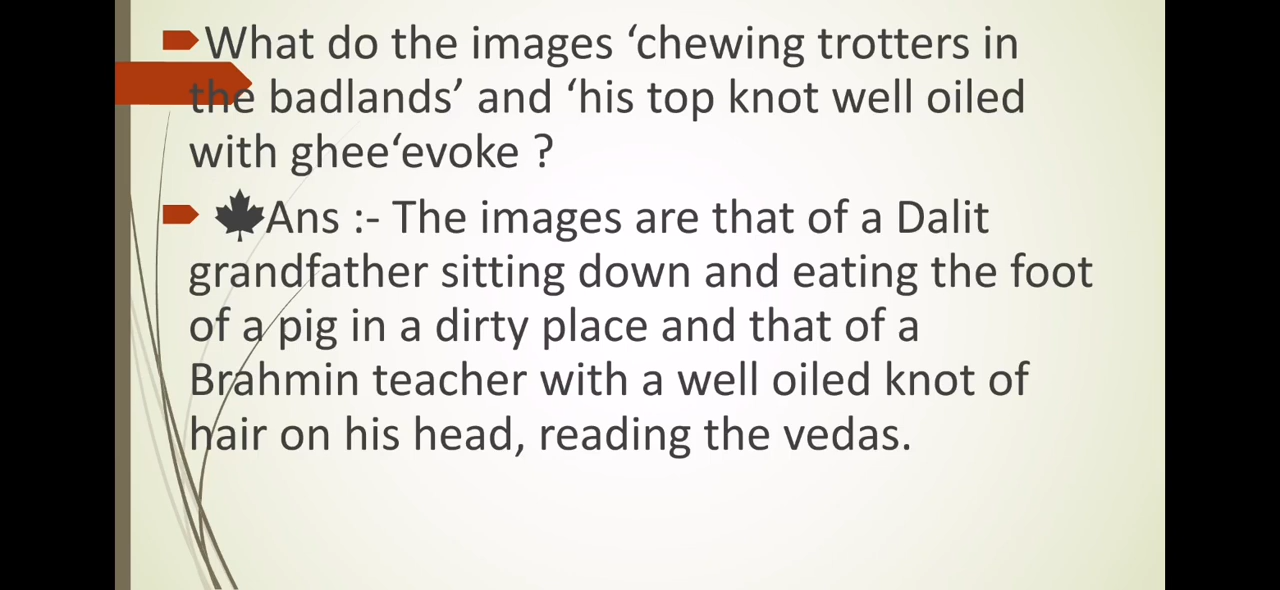 What do the images ‘chewing trotters in
the badlands’ and ‘his top knot well oiled
with ghee‘evoke ?
Ans :- The images are that of a Dalit
grandfather sitting down and eating the foot
of a pig in a dirty place and that of a
Brahmin teacher with a well oiled knot of
hair on his head, reading the vedas.